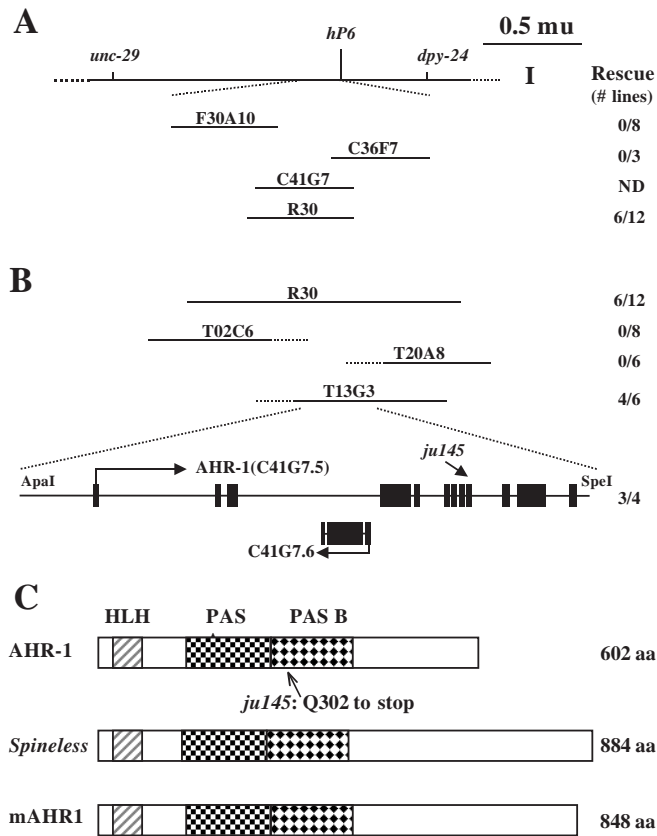 A
hP6
0.5 mu
unc-29
dpy-24
I
Rescue
(# lines)
F30A10
0/8
C36F7
0/3
C41G7
ND
R30
6/12
B
R30
6/12
T02C6
0/8
T20A8
0/6
T13G3
4/6
ju145
ApaI
AHR-1(C41G7.5)
SpeI
3/4
C41G7.6
C
HLH
PAS
PAS B
AHR-1
602 aa
ju145: Q302 to stop
Spineless
884 aa
mAHR1
848 aa